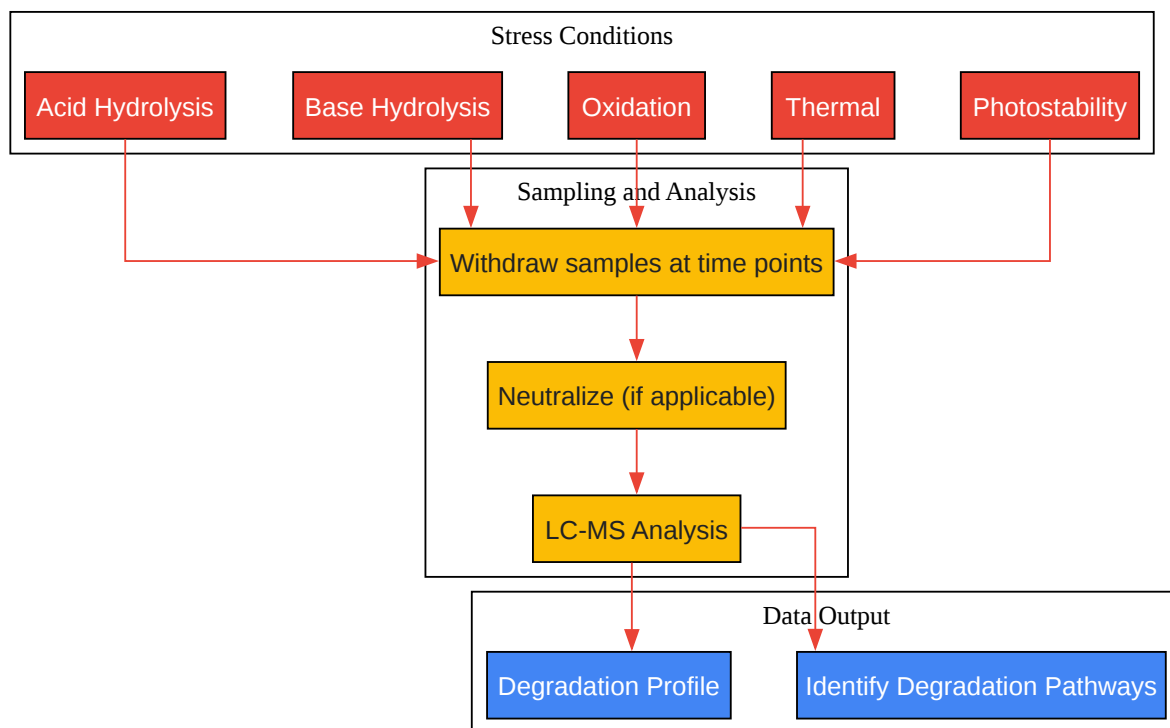 Stress Conditions
Acid Hydrolysis
Base Hydrolysis
Oxidation
Thermal
Photostability
Sampling and Analysis
Withdraw samples at time points
Neutralize (if applicable)
LC-MS Analysis
Data Output
Degradation Profile
Identify Degradation Pathways